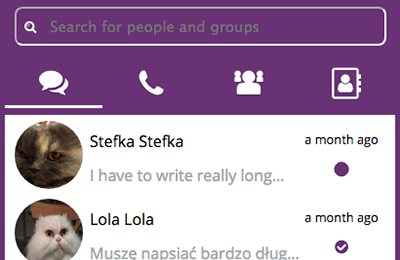 Search for people and groups
Stefka Stefka
a month ago
I have to write really long...
Lola Lola
a month ago
Muszę napsiać bardzo dług...